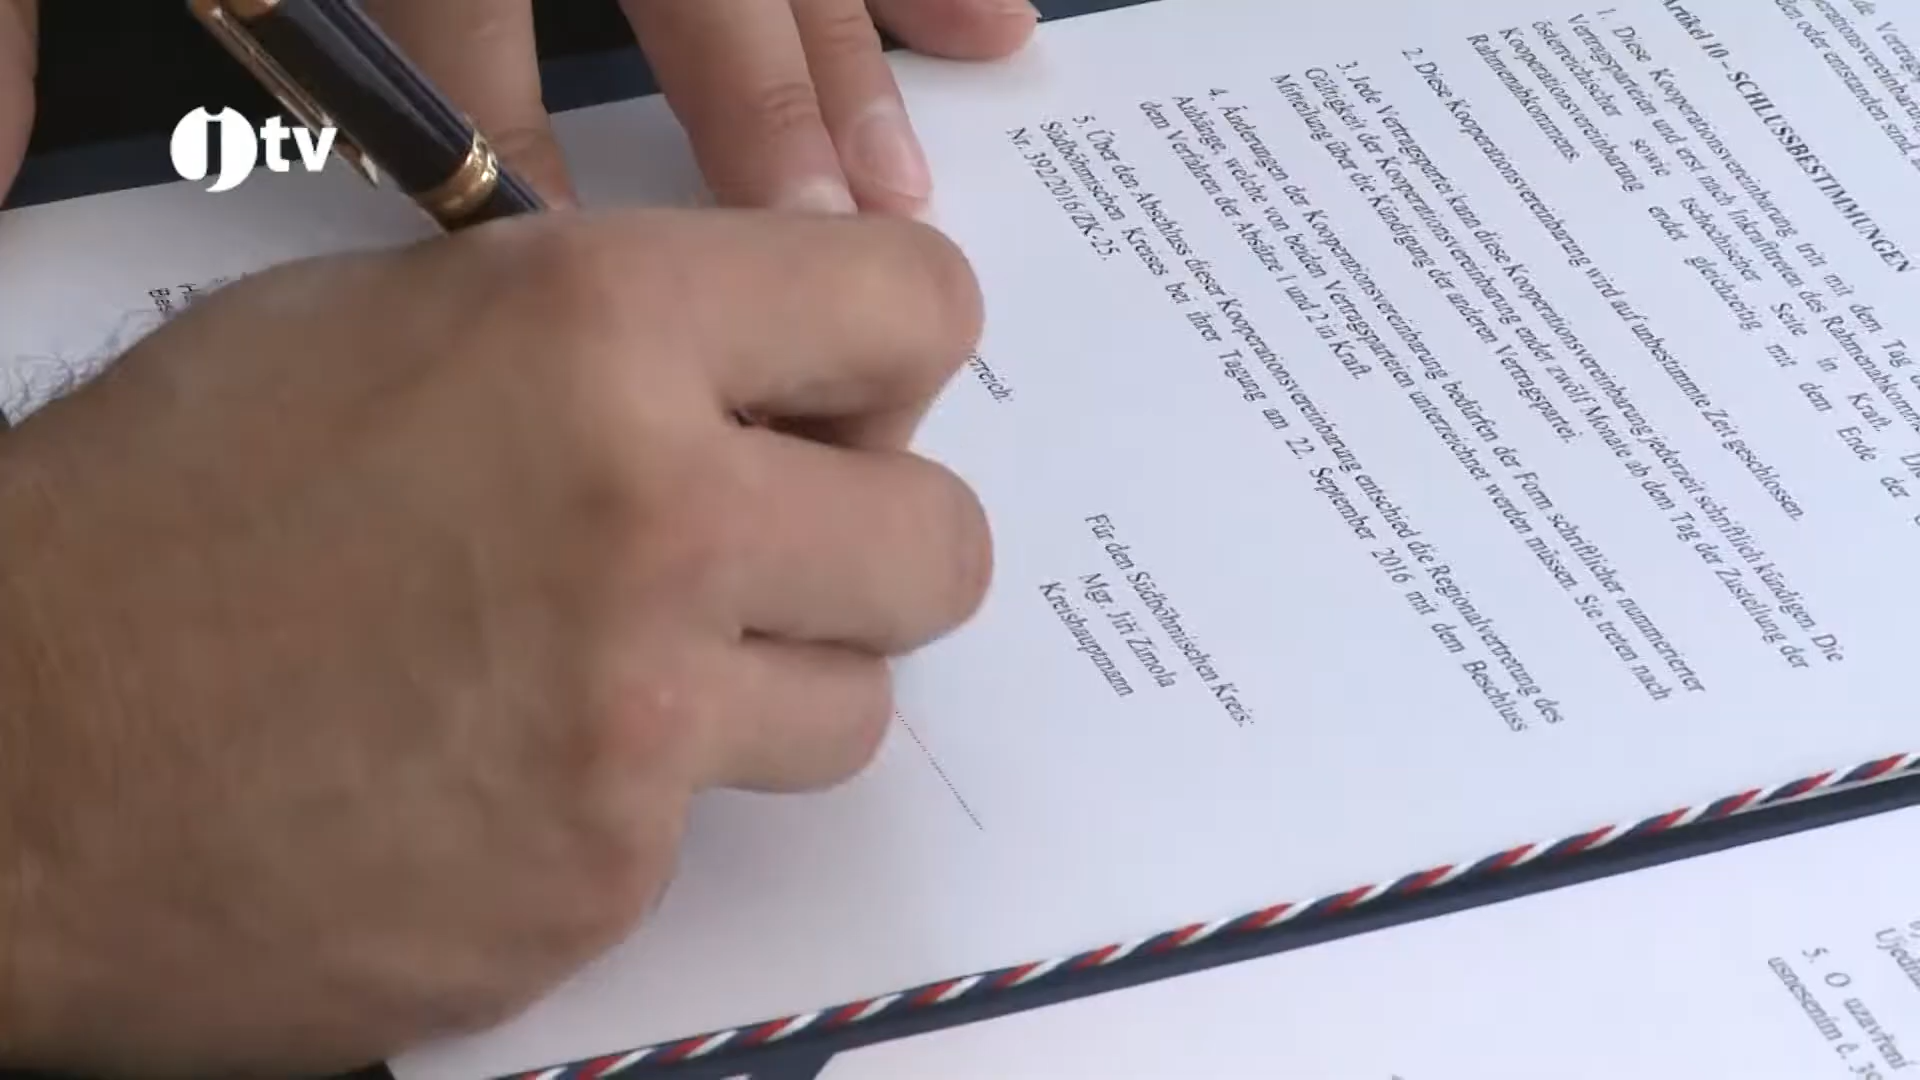 jtv
Artikel 10 - SCHLUSSBESTIMMUNGEN
1. Diese Kooperationsvereinbarung tritt mit dem Tag
Vertragsparteien und erst nach Inkrafttreten des Rahmenabkommens
österreichischer sowie tschechischer Seite in Kraft. Die
Kooperationsvereinbarung endet gleichzeitig mit dem Ende der
Rahmenabkommens.
2. Diese Kooperationsvereinbarung wird auf unbestimmte Zeit geschlossen.
3. Jede Vertragspartei kann diese Kooperationsvereinbarung jederzeit schriftlich kündigen. Die
Gültigkeit der Kooperationsvereinbarung endet zwölf Monate ab dem Tag der Zustellung der
Mitteilung über die Kündigung der anderen Vertragspartei.
4. Änderungen der Kooperationsvereinbarung bedürfen der Form schriftlicher nummerierter
Anhänge, welche von beiden Vertragsparteien unterzeichnet werden müssen. Sie treten nach
dem Verfahren der Absätze 1 und 2 in Kraft.
5. Über den Abschluss dieser Kooperationsvereinbarung entschied die Regionalvertretung des
Südböhmischen Kreises bei ihrer Tagung am 22. September 2016 mit dem Beschluss
Nr. 392/2016/ZK-25.
erreich:
Für den Südböhmischen Kreis:
Mgr. Jiří Zimola
Kreishauptmann
5. O uzavření
usnesením č. 39